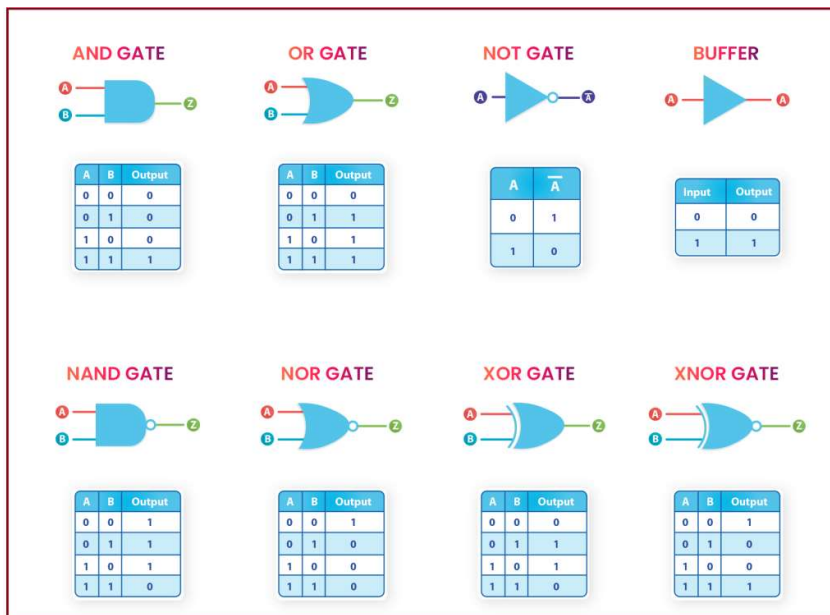 AND GATE
OR GATE
NOT GATE
BUFFER
A
B
Z
A
B
Z
A
A̅
A
A
A B Output
0 0 0
0 1 0
1 0 0
1 1 1
A B Output
0 0 0
0 1 1
1 0 1
1 1 1
A A̅
0 1
1 0
Input Output
0 0
1 1
NAND GATE
NOR GATE
XOR GATE
XNOR GATE
A
B
Z
A
B
Z
A
B
Z
A
B
Z
A B Output
0 0 1
0 1 1
1 0 1
1 1 0
A B Output
0 0 1
0 1 0
1 0 0
1 1 0
A B Output
0 0 0
0 1 1
1 0 1
1 1 0
A B Output
0 0 1
0 1 0
1 0 0
1 1 1